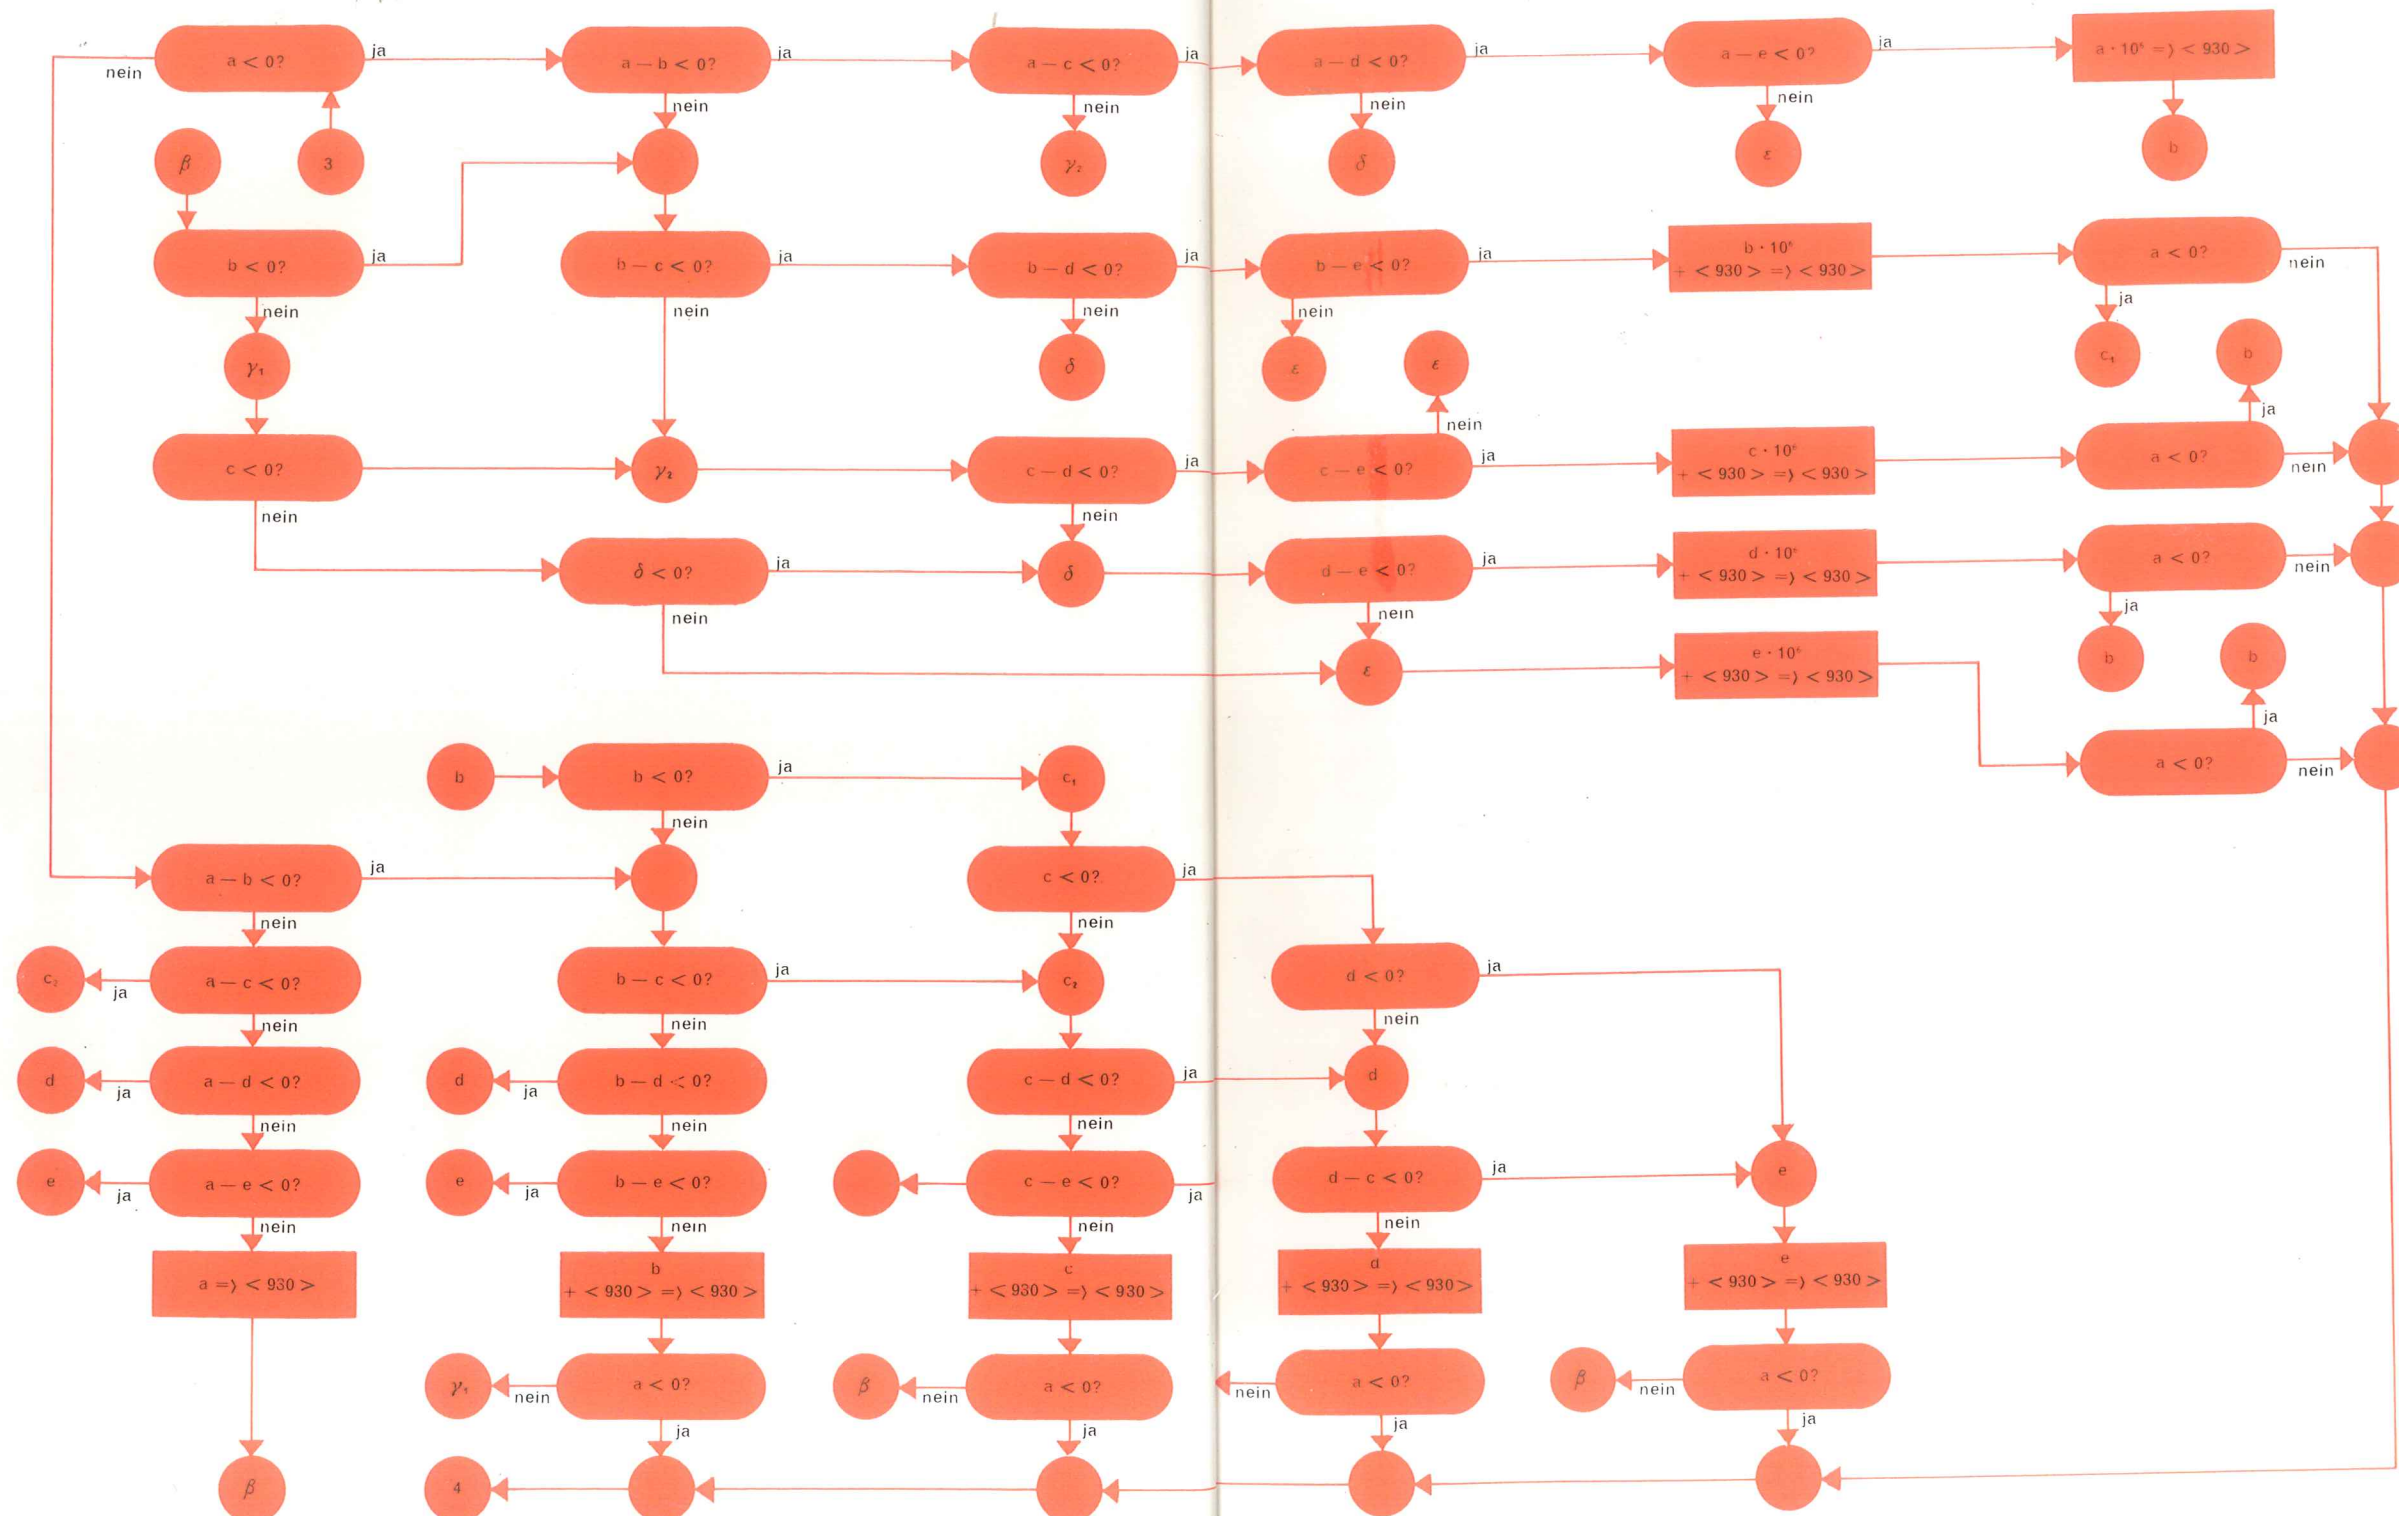 a < 0?
ja
nein
a — b < 0?
ja
nein
a — c < 0?
ja
nein
a — d < 0?
ja
nein
a — e < 0?
ja
nein
a · 10⁶ =⟩ < 930 >
β
3
γ₂
δ
ε
b
b < 0?
ja
nein
b — c < 0?
ja
nein
b — d < 0?
ja
nein
b — e < 0?
ja
nein
b · 10⁶
+ < 930 > =⟩ < 930 >
a < 0?
nein
ja
γ₁
δ
ε
ε
c₁
b
c < 0?
nein
γ₂
c — d < 0?
ja
nein
c — e < 0?
nein
ja
c · 10⁶
+ < 930 > =⟩ < 930 >
a < 0?
ja
nein
δ < 0?
ja
nein
δ
d — e < 0?
ja
nein
d · 10⁶
+ < 930 > =⟩ < 930 >
a < 0?
nein
ja
ε
e · 10⁶
+ < 930 > =⟩ < 930 >
b
b
ja
a < 0?
nein
b
b < 0?
ja
nein
c₁
a — b < 0?
ja
nein
c < 0?
ja
nein
c₂
ja
a — c < 0?
nein
b — c < 0?
ja
nein
c₂
d < 0?
ja
nein
d
ja
a — d < 0?
nein
d
ja
b — d < 0?
nein
c — d < 0?
ja
nein
d
e
ja
a — e < 0?
nein
e
ja
b — e < 0?
nein
c — e < 0?
ja
nein
d — c < 0?
ja
nein
e
a =⟩ < 930 >
b
+ < 930 > =⟩ < 930 >
c
+ < 930 > =⟩ < 930 >
d
+ < 930 > =⟩ < 930 >
e
+ < 930 > =⟩ < 930 >
γ₁
nein
a < 0?
ja
β
nein
a < 0?
ja
nein
a < 0?
ja
β
nein
a < 0?
ja
β
4